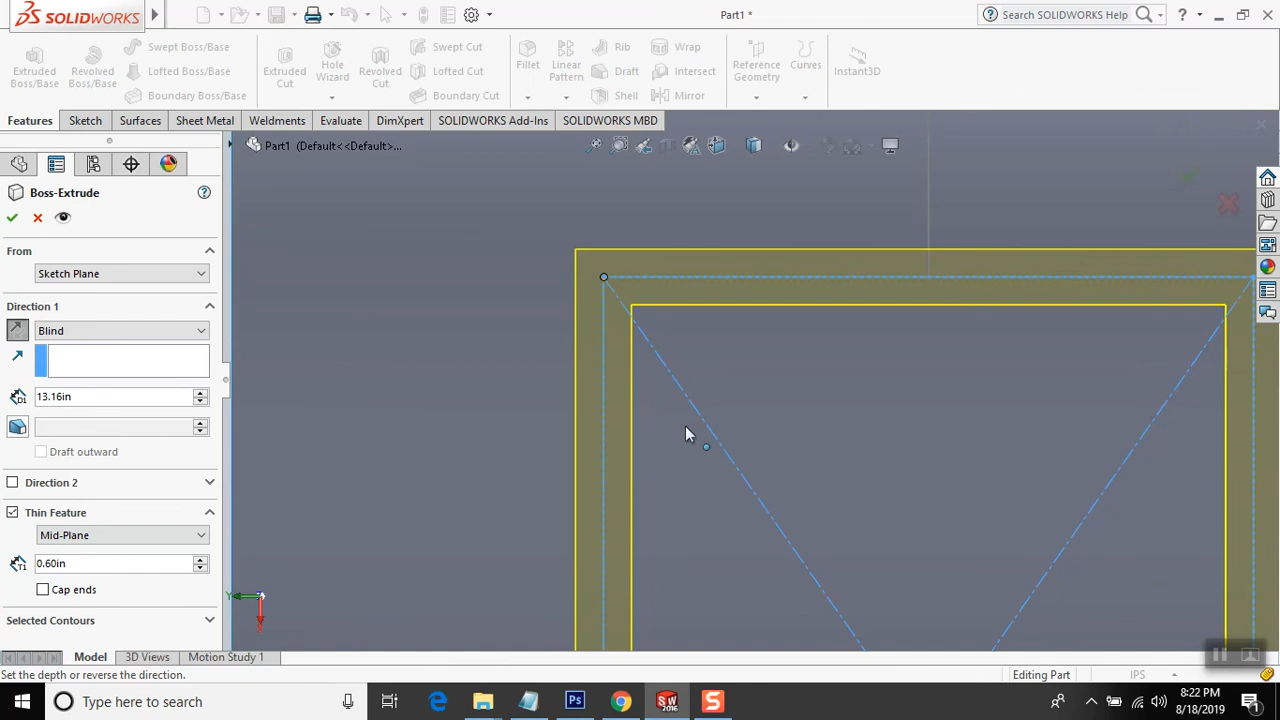 SOLIDWORKS
Part1 *
Search SOLIDWORKS Help
?
Extruded Boss/Base
Revolved Boss/Base
Swept Boss/Base
Lofted Boss/Base
Boundary Boss/Base
Extruded Cut
Hole Wizard
Revolved Cut
Swept Cut
Lofted Cut
Boundary Cut
Fillet
Linear Pattern
Rib
Draft
Shell
Wrap
Intersect
Mirror
Reference Geometry
Curves
Instant3D
Features Sketch Surfaces Sheet Metal Weldments Evaluate DimXpert SOLIDWORKS Add-Ins SOLIDWORKS MBD
Part1 (Default<<Default>...
Boss-Extrude
From
Sketch Plane
Direction 1
Blind
13.16in
Draft outward
Direction 2
Thin Feature
Mid-Plane
0.60in
Cap ends
Selected Contours
Y
Model 3D Views Motion Study 1
Set the depth or reverse the direction.
Editing Part
IPS
Type here to search
Ps
SW
2016
S
8:22 PM
8/18/2019